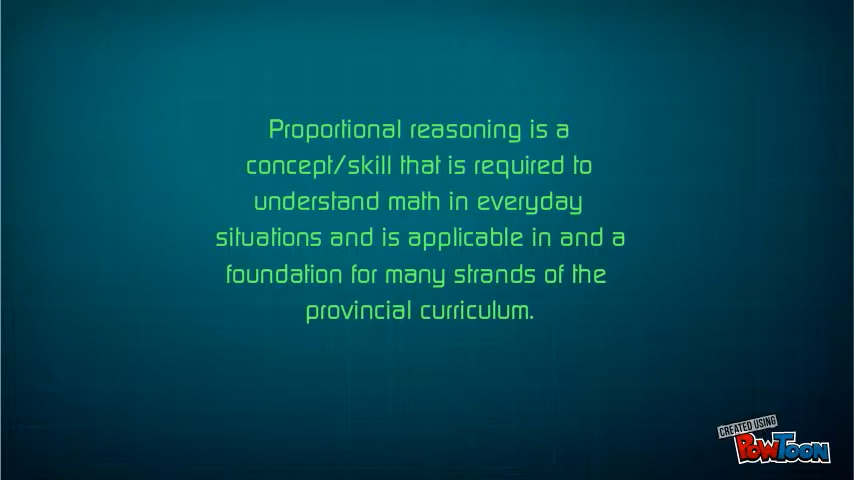 Proportional reasoning is a
concept/skill that is required to
understand math in everyday
situations and is applicable in and a
foundation for many strands of the
provincial curriculum.
CREATED USING
POWTOON